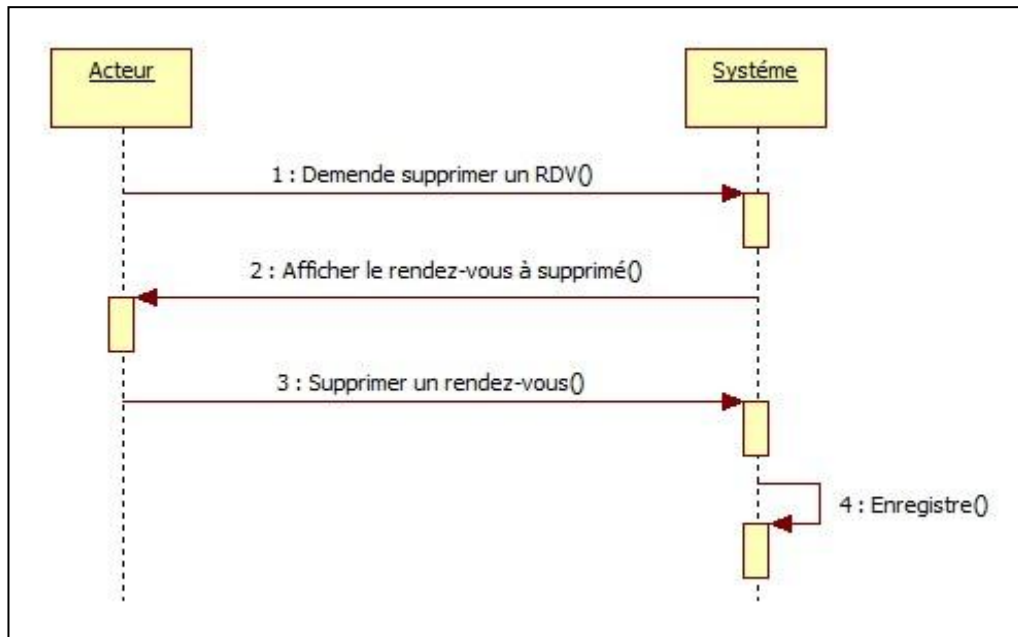 Acteur
Systéme
1 : Demende supprimer un RDV()
2 : Afficher le rendez-vous à supprimé()
3 : Supprimer un rendez-vous()
4 : Enregistre()